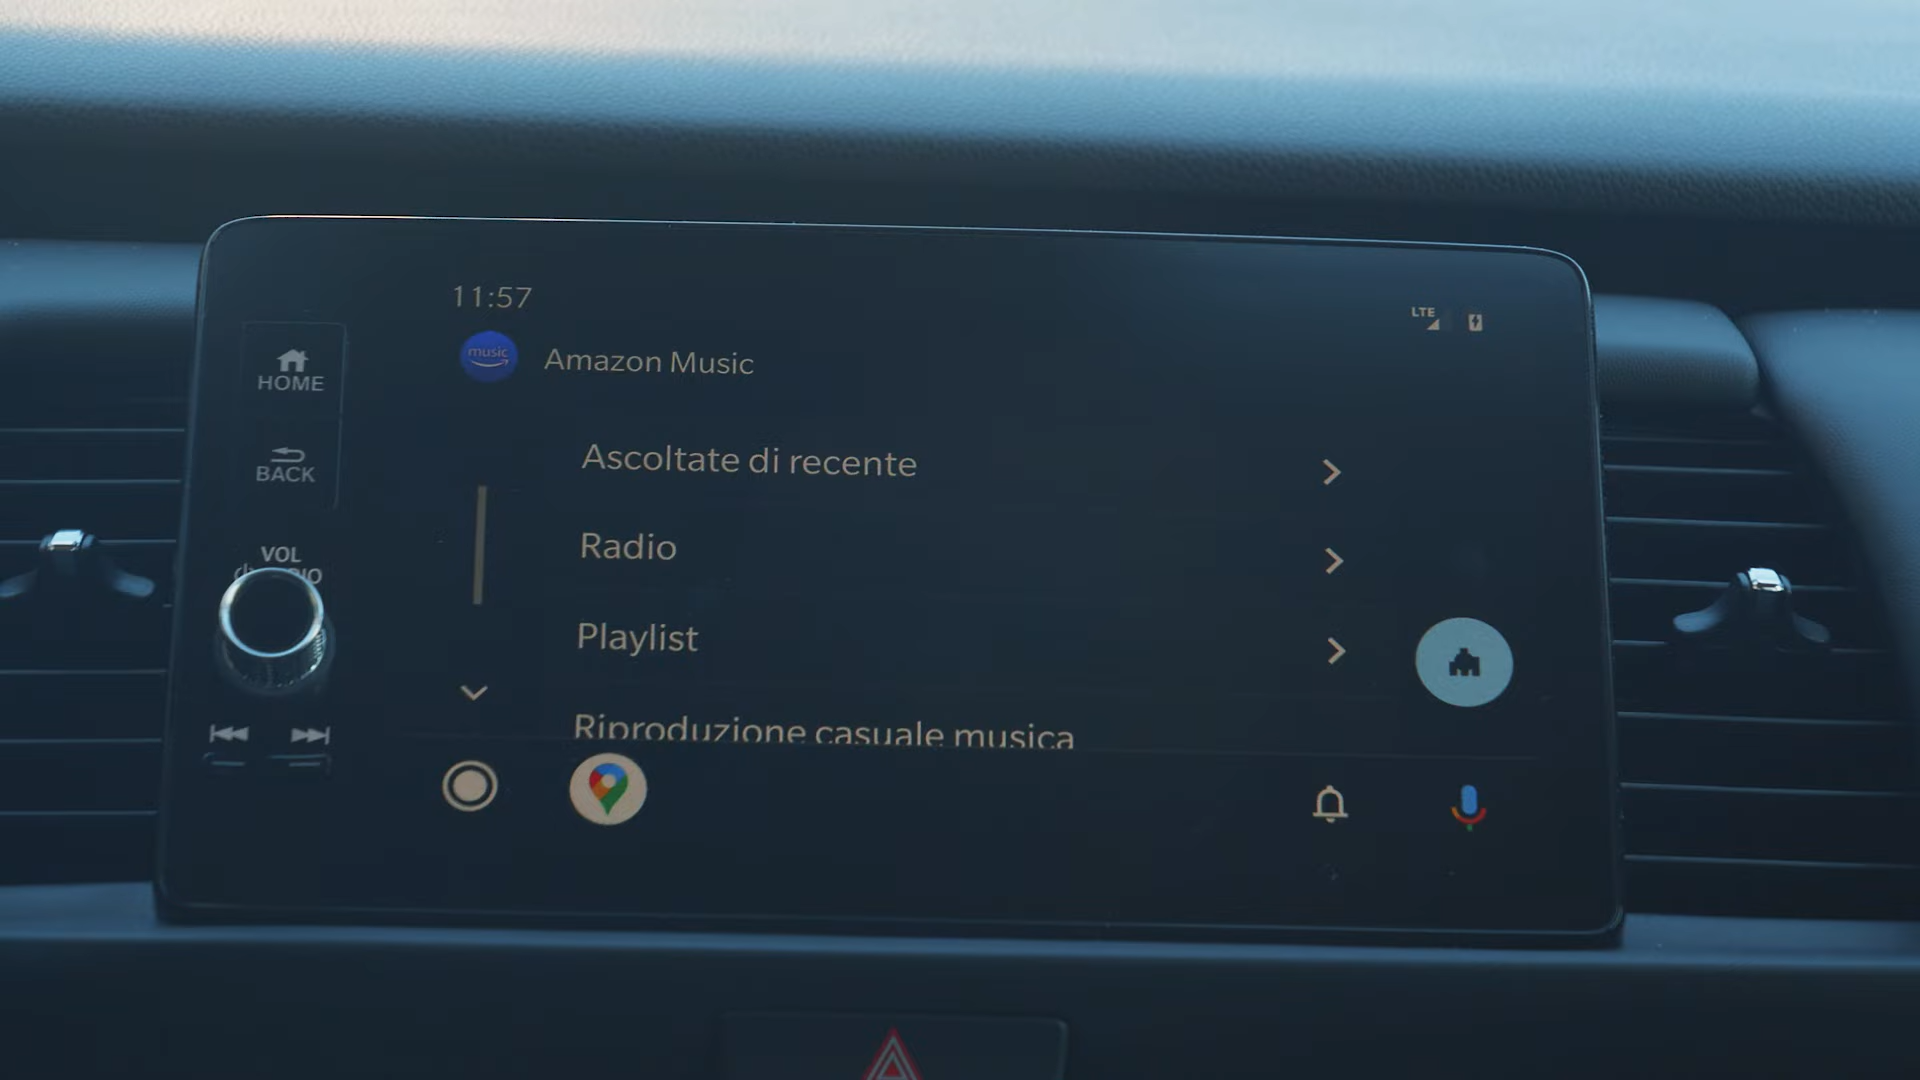 11:57
LTE
HOME
music
Amazon Music
BACK
Ascoltate di recente
VOL
Radio
Playlist
Riproduzione casuale musica